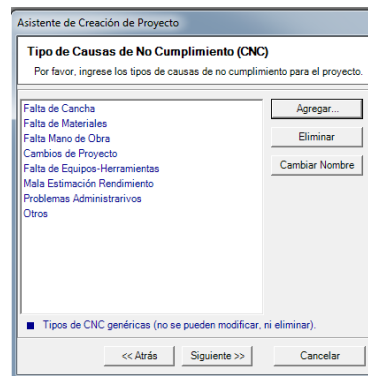 Asistente de Creación de Proyecto
Tipo de Causas de No Cumplimiento (CNC)
Por favor, ingrese los tipos de causas de no cumplimiento para el proyecto.
Falta de Cancha
Falta de Materiales
Falta Mano de Obra
Cambios de Proyecto
Falta de Equipos-Herramientas
Mala Estimación Rendimiento
Problemas Administrarivos
Otros
Agregar...
Eliminar
Cambiar Nombre
Tipos de CNC genéricas (no se pueden modificar, ni eliminar).
<< Atrás
Siguiente >>
Cancelar